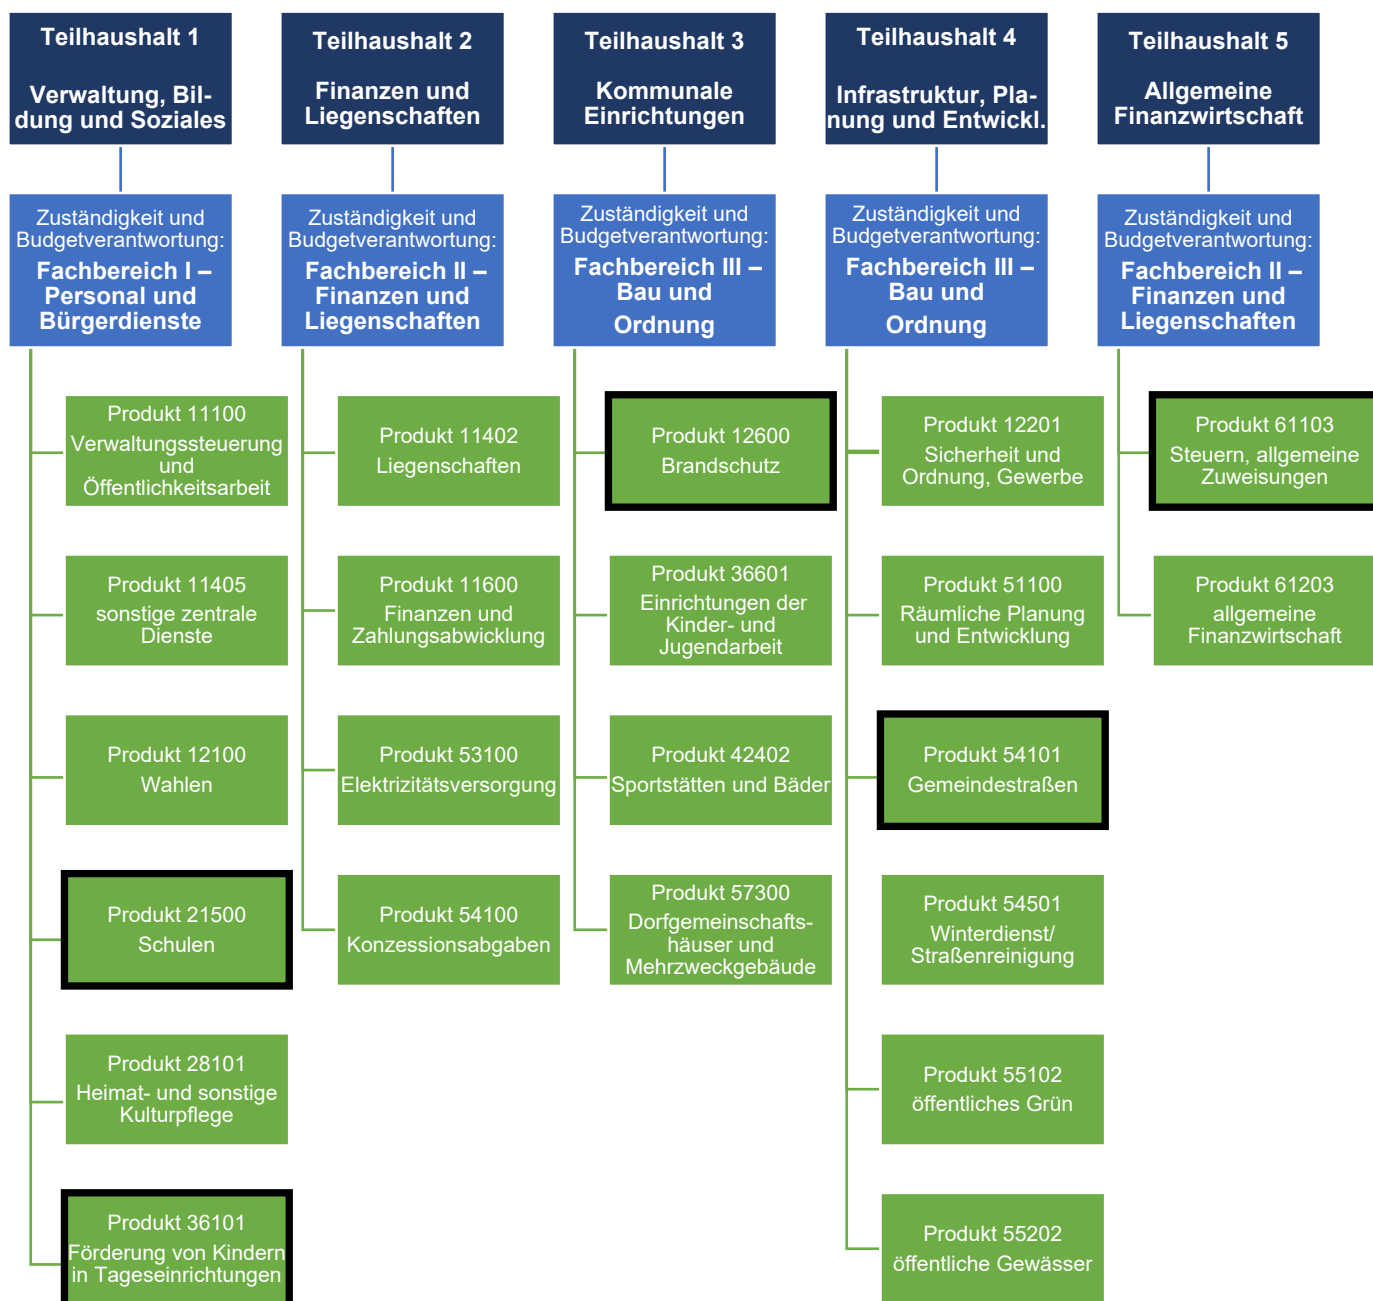 Teilhaushalt 1
Verwaltung, Bil-
dung und Soziales
Zuständigkeit und
Budgetverantwortung:
Fachbereich I –
Personal und
Bürgerdienste
Produkt 11100
Verwaltungssteuerung
und
Öffentlichkeitsarbeit
Produkt 11405
sonstige zentrale
Dienste
Produkt 12100
Wahlen
Produkt 21500
Schulen
Produkt 28101
Heimat- und sonstige
Kulturpflege
Produkt 36101
Förderung von Kindern
in Tageseinrichtungen
Teilhaushalt 2
Finanzen und
Liegenschaften
Zuständigkeit und
Budgetverantwortung:
Fachbereich II –
Finanzen und
Liegenschaften
Produkt 11402
Liegenschaften
Produkt 11600
Finanzen und
Zahlungsabwicklung
Produkt 53100
Elektrizitätsversorgung
Produkt 54100
Konzessionsabgaben
Teilhaushalt 3
Kommunale
Einrichtungen
Zuständigkeit und
Budgetverantwortung:
Fachbereich III –
Bau und
Ordnung
Produkt 12600
Brandschutz
Produkt 36601
Einrichtungen der
Kinder- und
Jugendarbeit
Produkt 42402
Sportstätten und Bäder
Produkt 57300
Dorfgemeinschafts-
häuser und
Mehrzweckgebäude
Teilhaushalt 4
Infrastruktur, Pla-
nung und Entwickl.
Zuständigkeit und
Budgetverantwortung:
Fachbereich III –
Bau und
Ordnung
Produkt 12201
Sicherheit und
Ordnung, Gewerbe
Produkt 51100
Räumliche Planung
und Entwicklung
Produkt 54101
Gemeindestraßen
Produkt 54501
Winterdienst/
Straßenreinigung
Produkt 55102
öffentliches Grün
Produkt 55202
öffentliche Gewässer
Teilhaushalt 5
Allgemeine
Finanzwirtschaft
Zuständigkeit und
Budgetverantwortung:
Fachbereich II –
Finanzen und
Liegenschaften
Produkt 61103
Steuern, allgemeine
Zuweisungen
Produkt 61203
allgemeine
Finanzwirtschaft